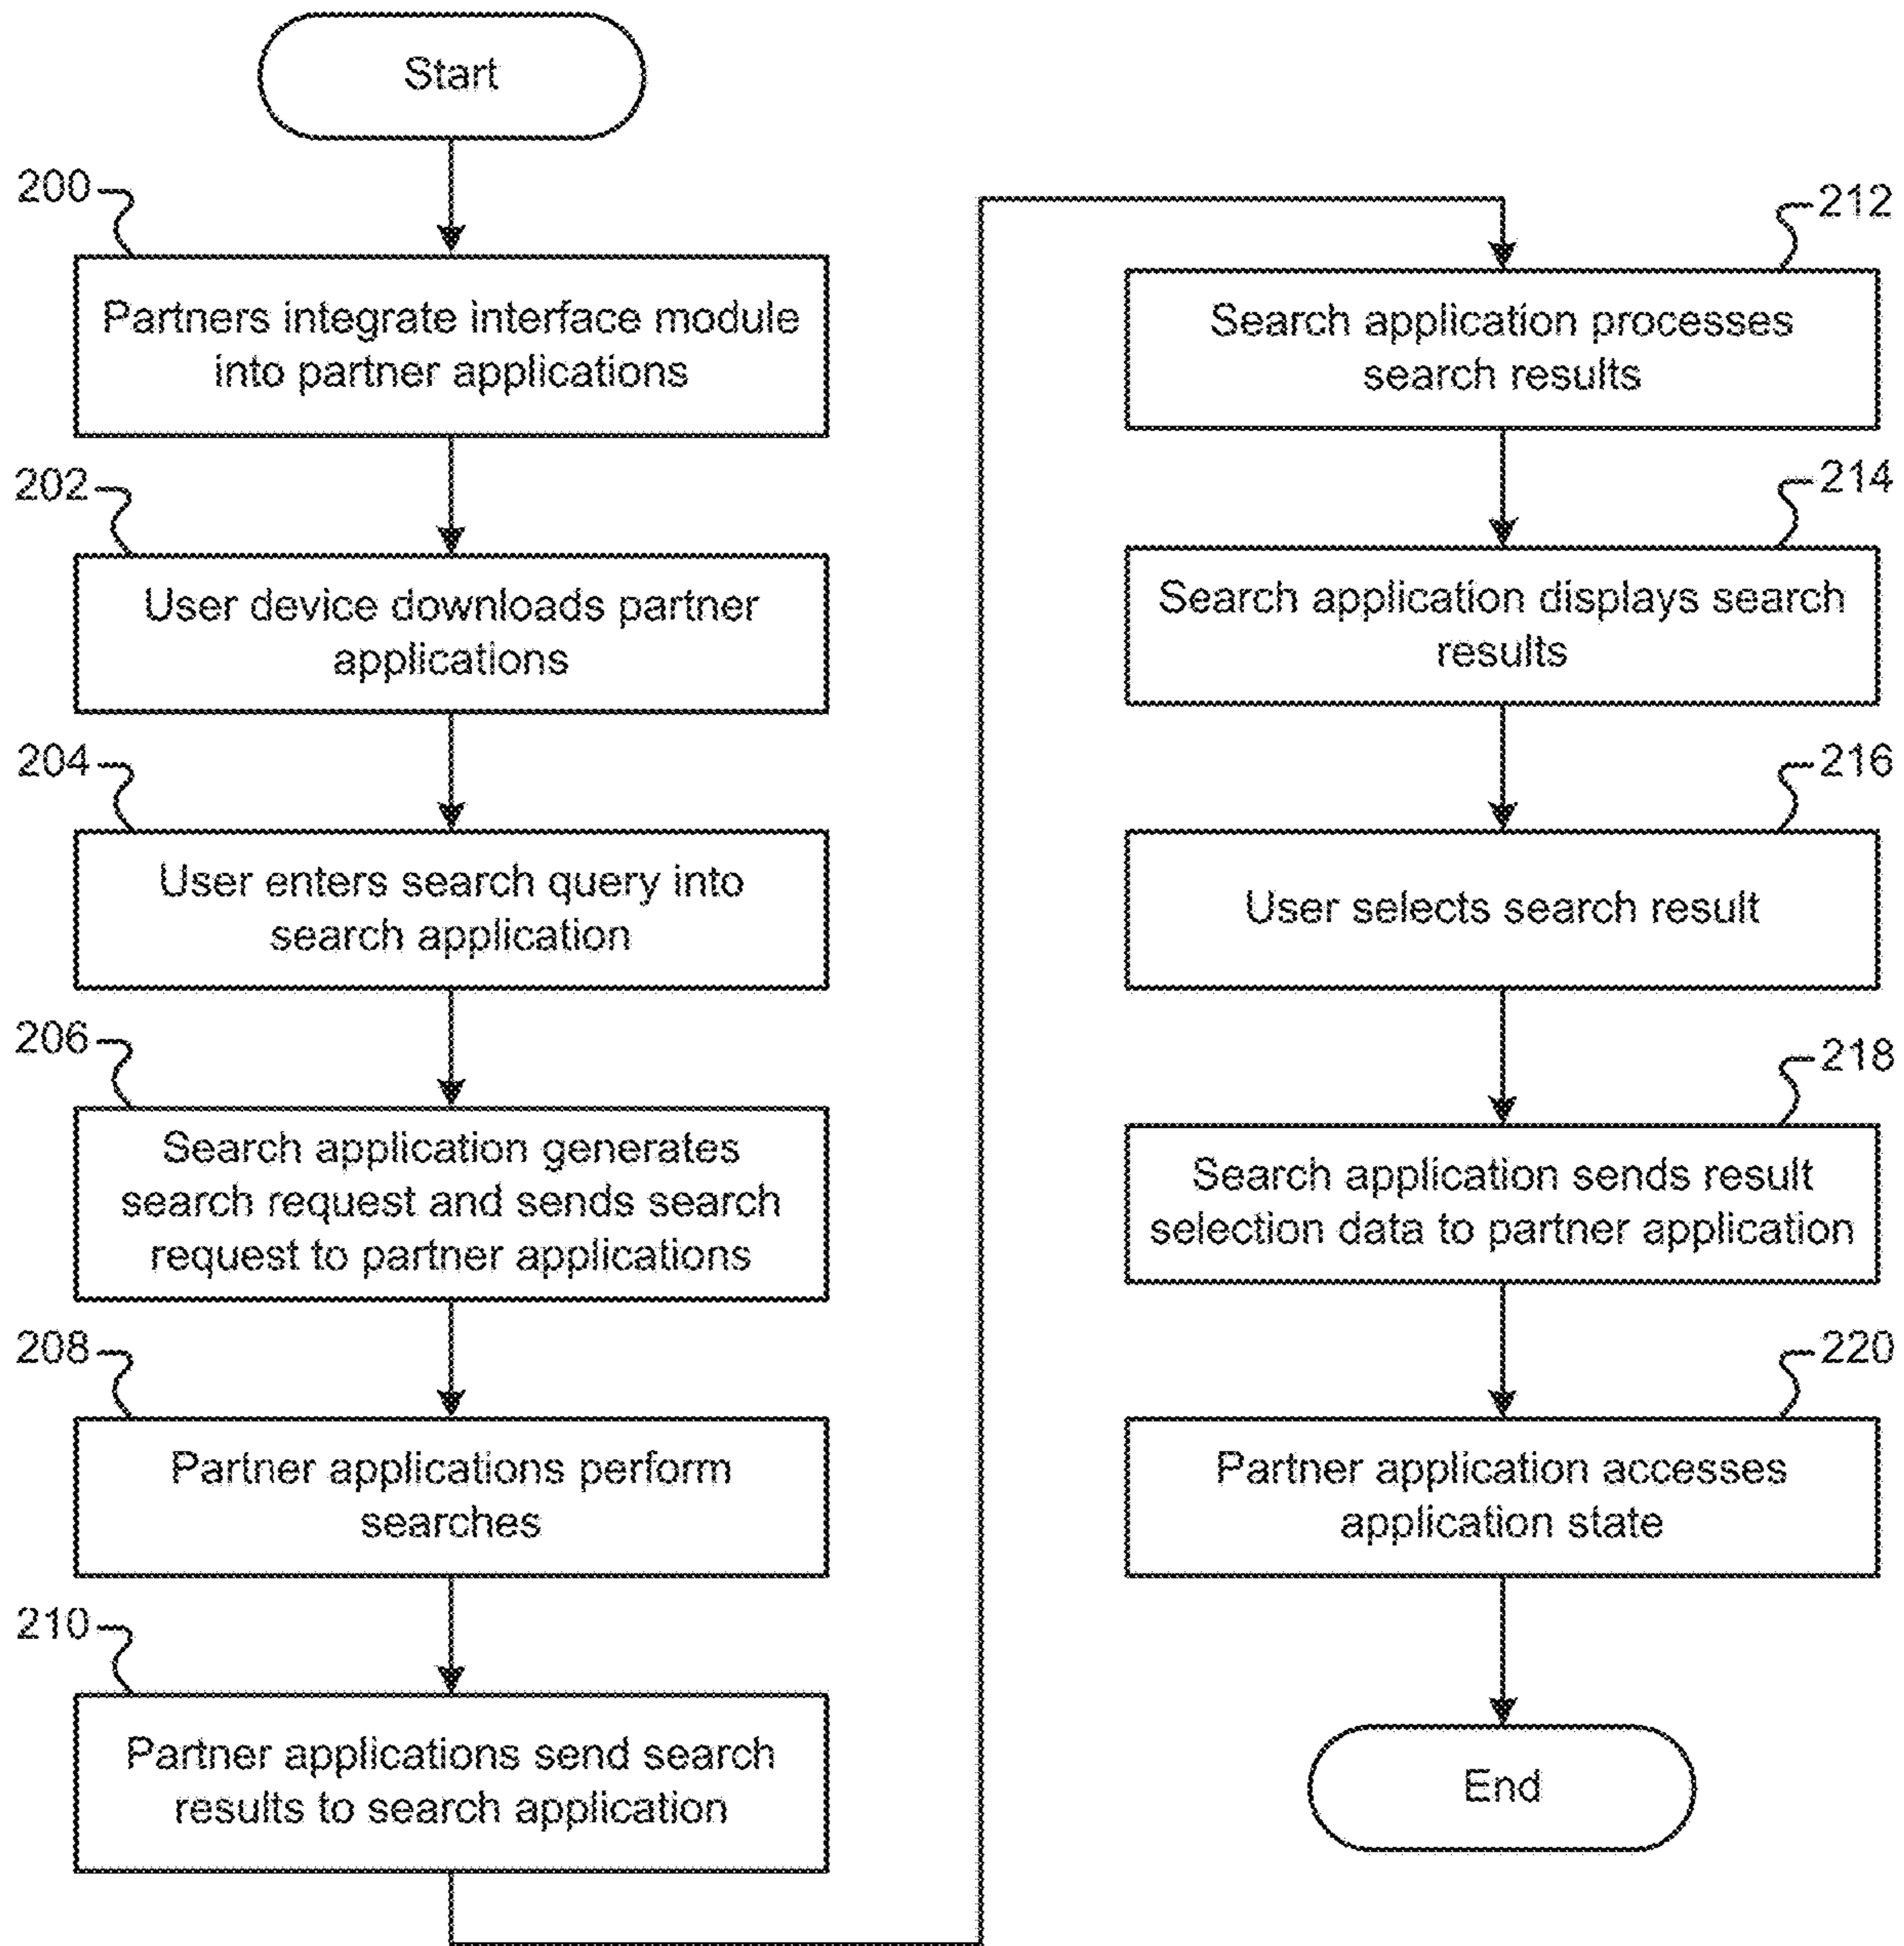 Start
200
Partners integrate interface module
into partner applications
202
User device downloads partner
applications
204
User enters search query into
search application
206
Search application generates
search request and sends search
request to partner applications
208
Partner applications perform
searches
210
Partner applications send search
results to search application
212
Search application processes
search results
214
Search application displays search
results
216
User selects search result
218
Search application sends result
selection data to partner application
220
Partner application accesses
application state
End